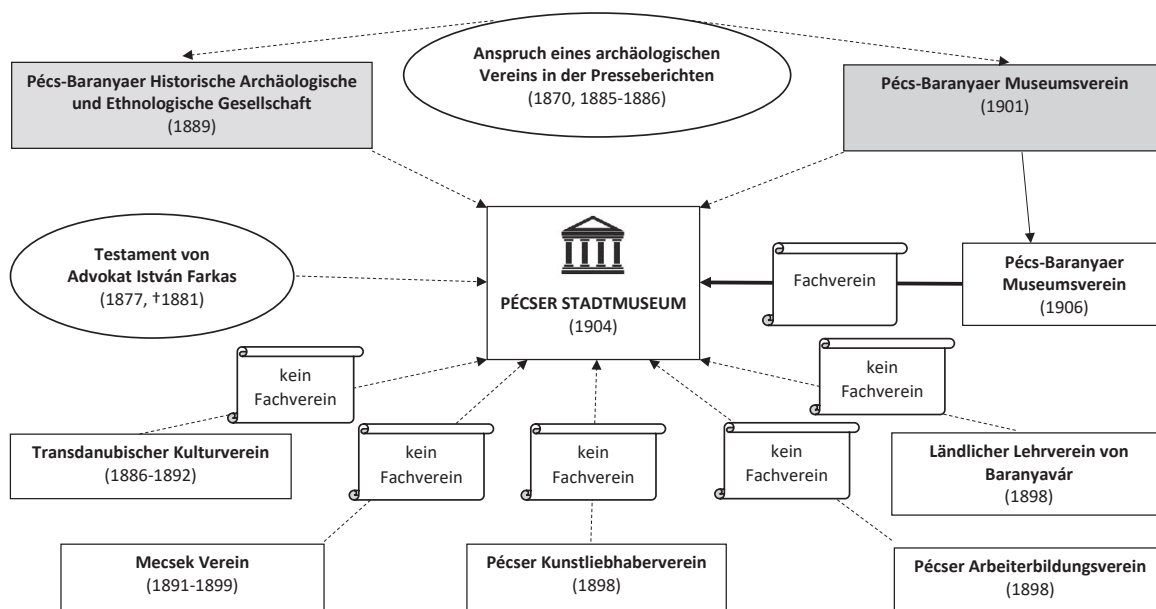 Anspruch eines archäologischen
Vereins in der Presseberichten
(1870, 1885-1886)
Pécs-Baranyaer Historische Archäologische
und Ethnologische Gesellschaft
(1889)
Pécs-Baranyaer Museumsverein
(1901)
Testament von
Advokat István Farkas
(1877, †1881)
PÉCSER STADTMUSEUM
(1904)
Fachverein
Pécs-Baranyaer
Museumsverein
(1906)
kein
Fachverein
kein
Fachverein
kein
Fachverein
kein
Fachverein
kein
Fachverein
Transdanubischer Kulturverein
(1886-1892)
Ländlicher Lehrverein von
Baranyavár
(1898)
Mecsek Verein
(1891-1899)
Pécser Kunstliebhaberverein
(1898)
Pécser Arbeiterbildungsverein
(1898)